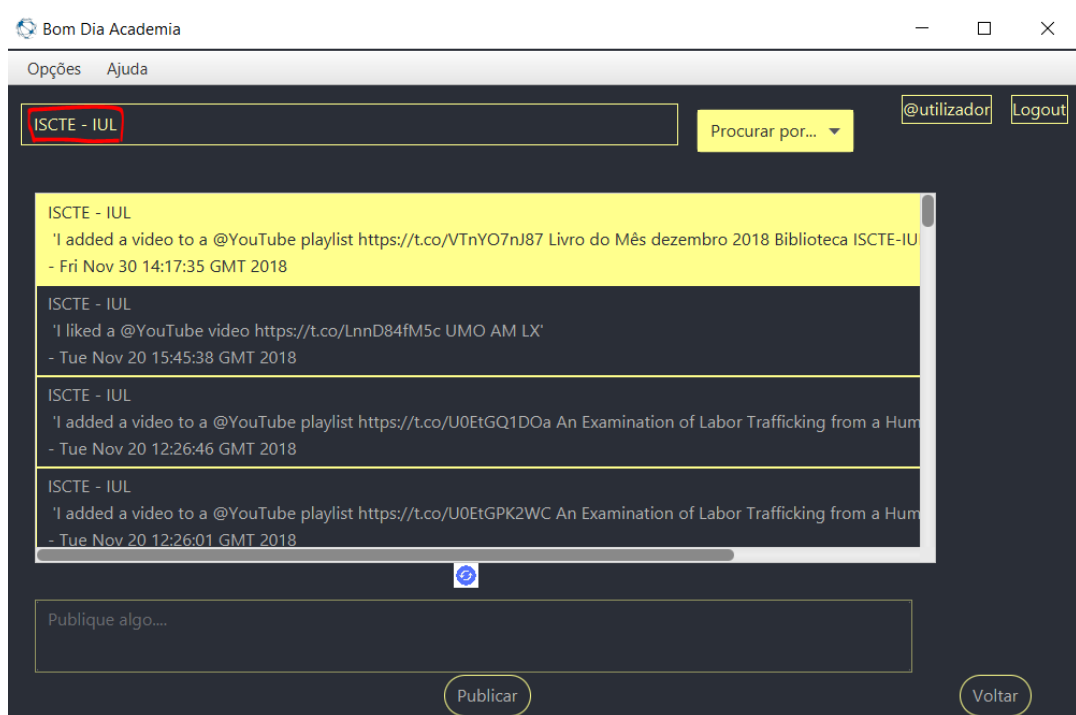 Bom Dia Academia
Opções Ajuda
@utilizador Logout
ISCTE - IUL
Procurar por...
ISCTE - IUL
'I added a video to a @YouTube playlist https://t.co/VTnYO7nJ87 Livro do Mês dezembro 2018 Biblioteca ISCTE-IU
- Fri Nov 30 14:17:35 GMT 2018
ISCTE - IUL
'I liked a @YouTube video https://t.co/LnnD84fM5c UMO AM LX'
- Tue Nov 20 15:45:38 GMT 2018
ISCTE - IUL
'I added a video to a @YouTube playlist https://t.co/U0EtGQ1DOa An Examination of Labor Trafficking from a Hum
- Tue Nov 20 12:26:46 GMT 2018
ISCTE - IUL
'I added a video to a @YouTube playlist https://t.co/U0EtGPK2WC An Examination of Labor Trafficking from a Hum
- Tue Nov 20 12:26:01 GMT 2018
Publique algo....
Publicar
Voltar